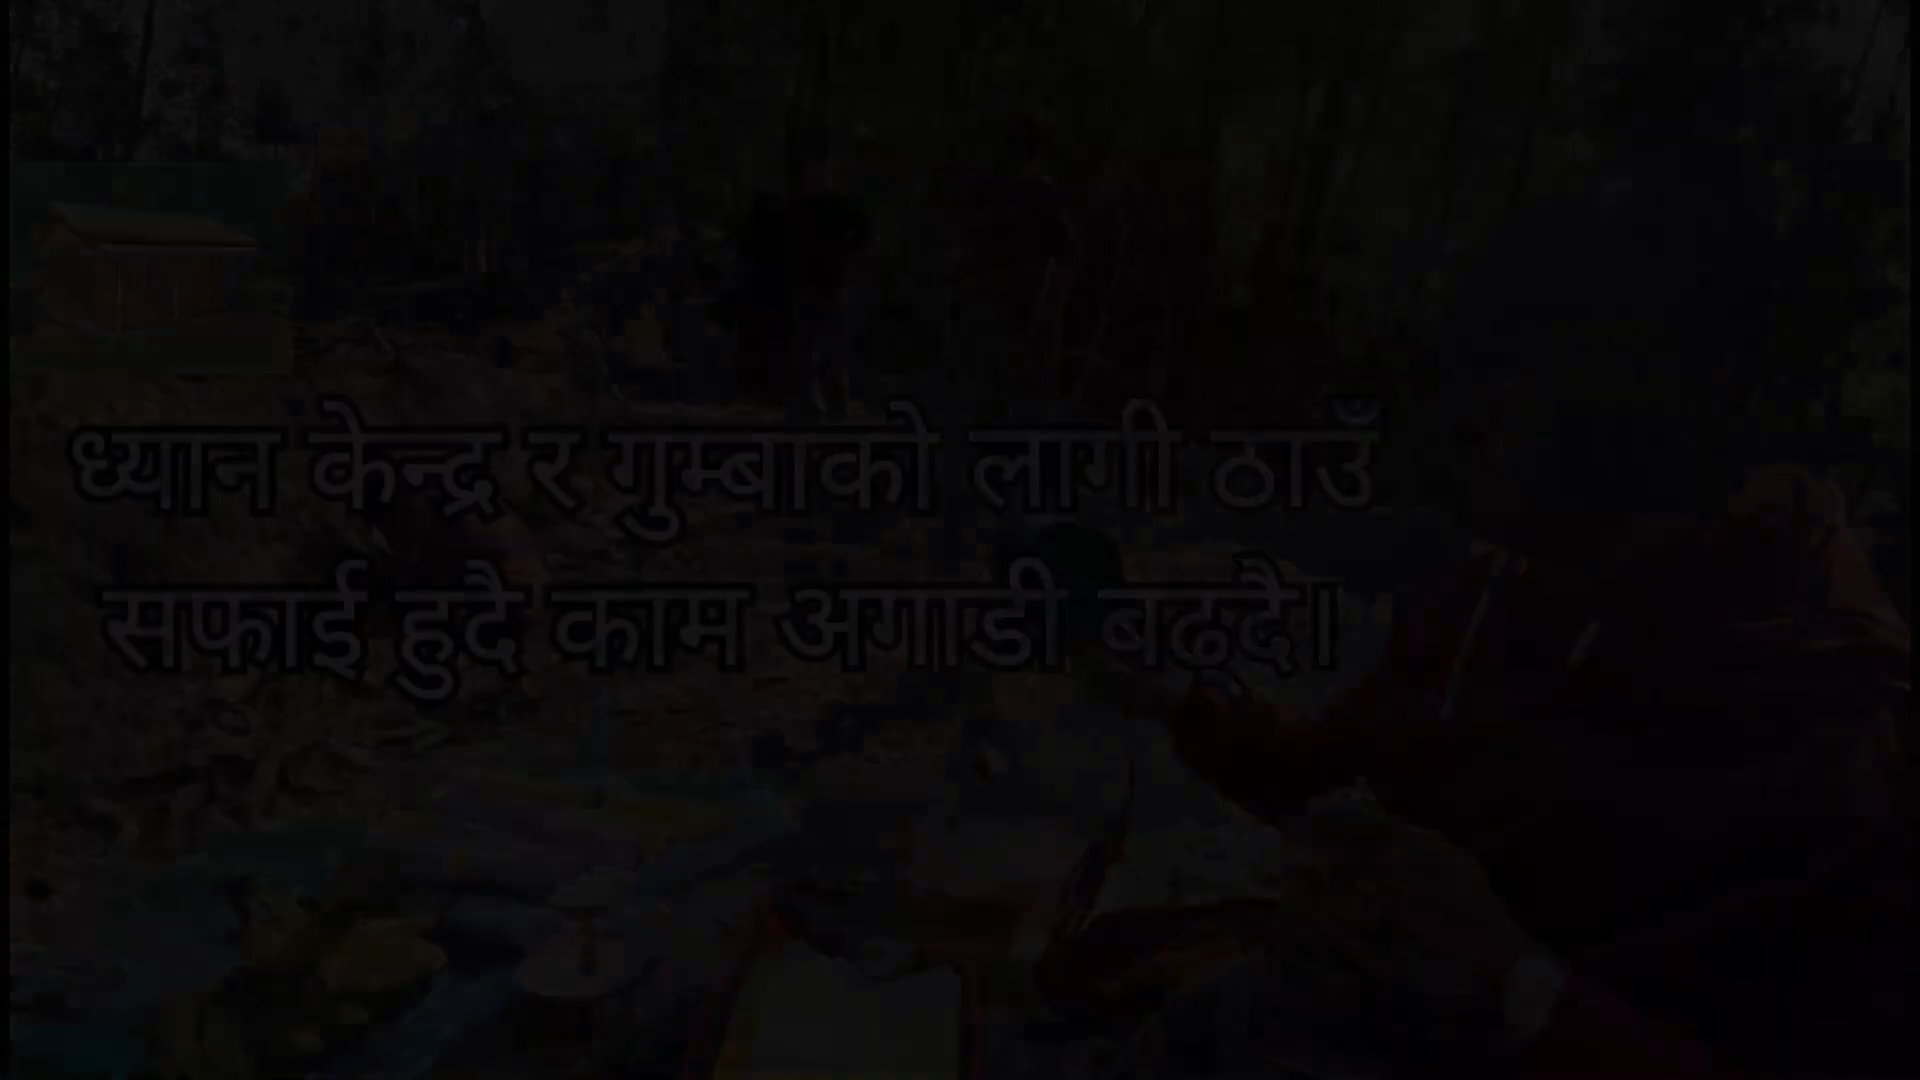 ध्यान केन्द्र र गुम्बाको लागी ठाउँ
सफाई हुदै काम अगाडी बढ्दै।